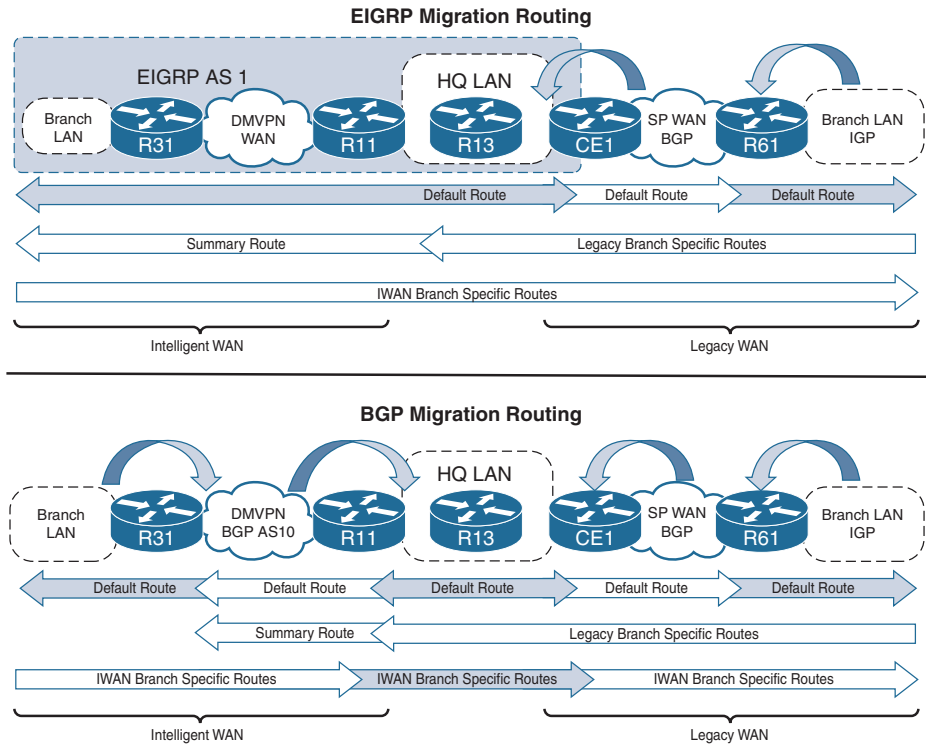 EIGRP Migration Routing
EIGRP AS 1
HQ LAN
Branch
LAN
R31
DMVPN
WAN
R11
R13
CE1
SP WAN
BGP
R61
Branch LAN
IGP
Default Route
Default Route
Default Route
Summary Route
Legacy Branch Specific Routes
IWAN Branch Specific Routes
Intelligent WAN
Legacy WAN
BGP Migration Routing
HQ LAN
Branch
LAN
R31
DMVPN
BGP AS10
R11
R13
CE1
SP WAN
BGP
R61
Branch LAN
IGP
Default Route
Default Route
Default Route
Default Route
Default Route
Summary Route
Legacy Branch Specific Routes
IWAN Branch Specific Routes
IWAN Branch Specific Routes
IWAN Branch Specific Routes
Intelligent WAN
Legacy WAN